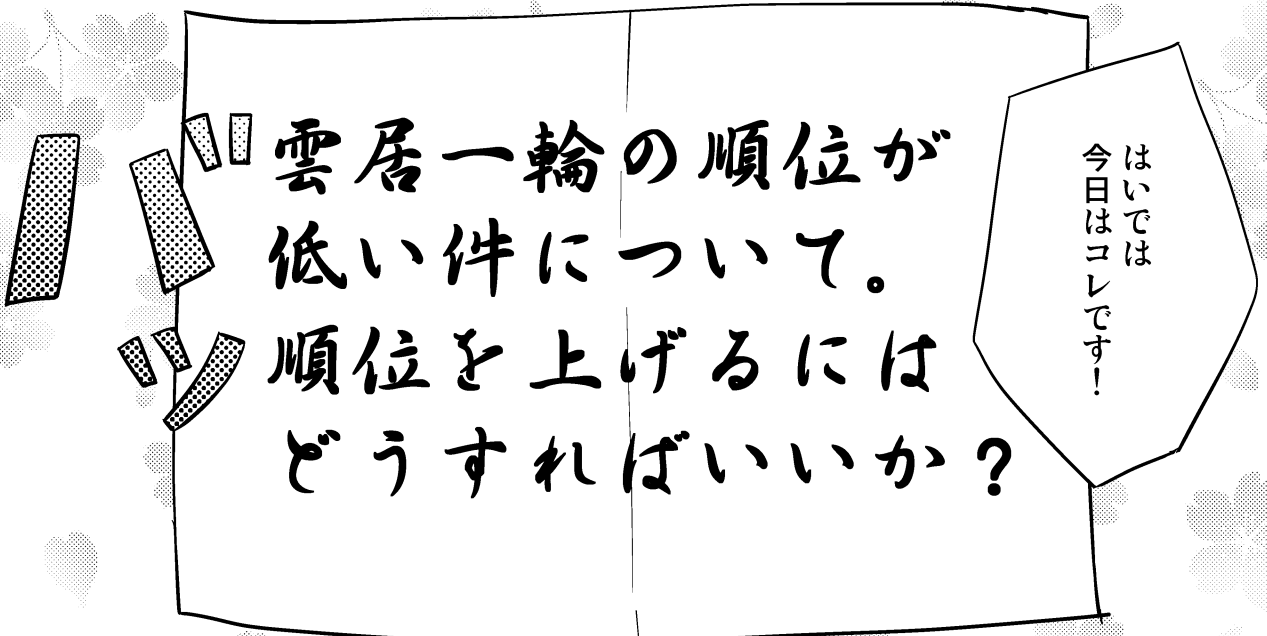 はいでは
今日はコレです！
雲居一輪の順位が
低い件について。
順位を上げるには
どうすればいいか？
バッ